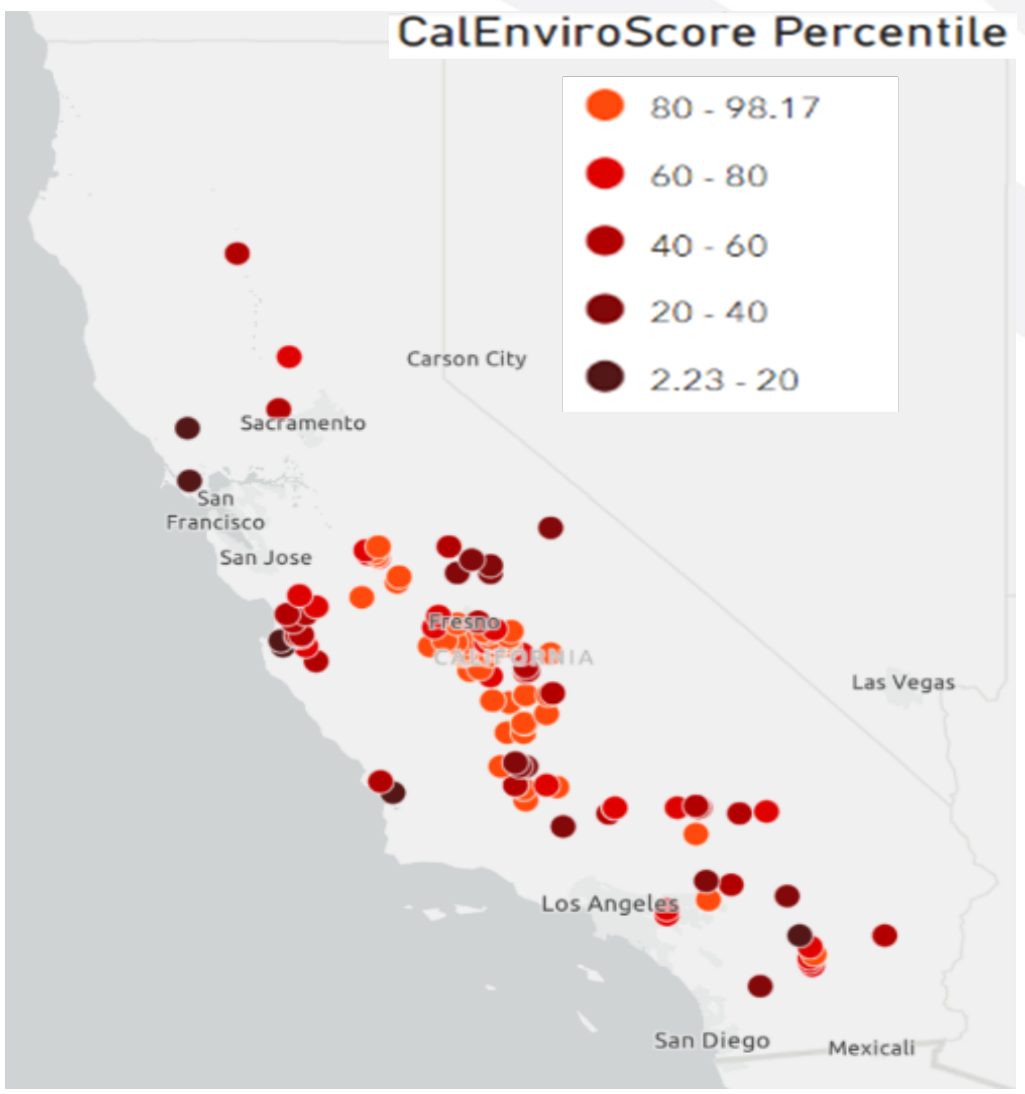 CalEnviroScore Percentile
80 - 98.17
60 - 80
40 - 60
20 - 40
2.23 - 20
Carson City
Sacramento
San
Francisco
San Jose
Fresno
CALIFORNIA
Las Vegas
Los Angeles
San Diego
Mexicali